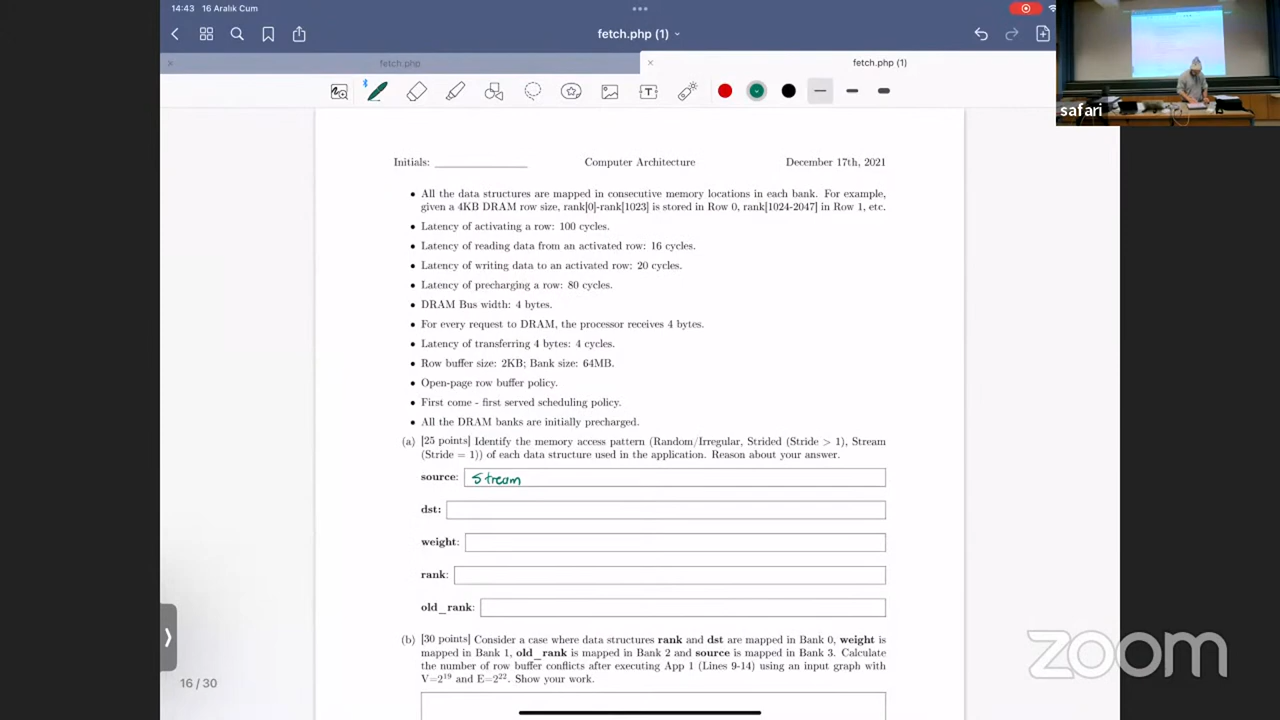 14:43 16 Aralık Cum
fetch.php (1)
fetch.php
fetch.php (1)
safari
Initials: Computer Architecture December 17th, 2021
• All the data structures are mapped in consecutive memory locations in each bank. For example,
given a 4KB DRAM row size, rank[0]-rank[1023] is stored in Row 0, rank[1024-2047] in Row 1, etc.
• Latency of activating a row: 100 cycles.
• Latency of reading data from an activated row: 16 cycles.
• Latency of writing data to an activated row: 20 cycles.
• Latency of precharging a row: 80 cycles.
• DRAM Bus width: 4 bytes.
• For every request to DRAM, the processor receives 4 bytes.
• Latency of transferring 4 bytes: 4 cycles.
• Row buffer size: 2KB; Bank size: 64MB.
• Open-page row buffer policy.
• First come - first served scheduling policy.
• All the DRAM banks are initially precharged.
(a) [25 points] Identify the memory access pattern (Random/Irregular, Strided (Stride > 1), Stream
(Stride = 1)) of each data structure used in the application. Reason about your answer.
source: Stream
dst:
weight:
rank:
old_rank:
(b) [30 points] Consider a case where data structures rank and dst are mapped in Bank 0, weight is
mapped in Bank 1, old_rank is mapped in Bank 2 and source is mapped in Bank 3. Calculate
the number of row buffer conflicts after executing App 1 (Lines 9-14) using an input graph with
V=2¹⁹ and E=2²². Show your work.
16 / 30
zoom